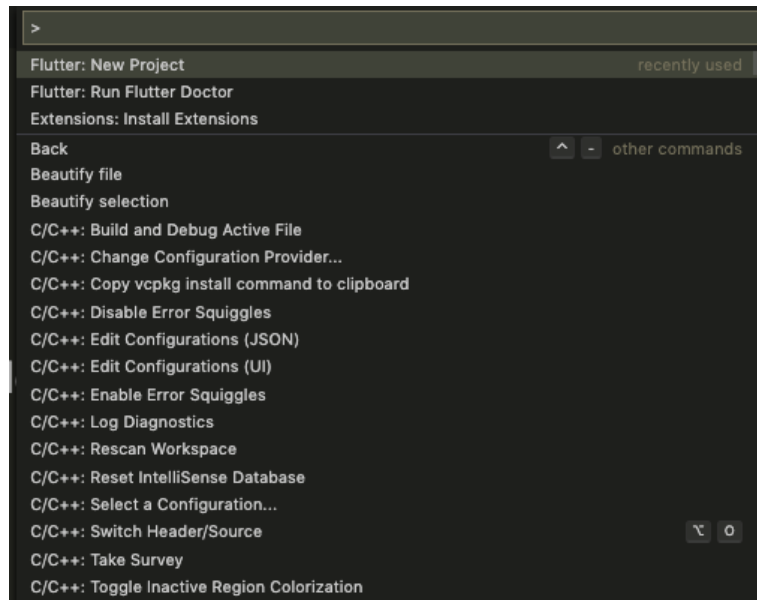 >
Flutter: New Project recently used
Flutter: Run Flutter Doctor
Extensions: Install Extensions
Back ^ - other commands
Beautify file
Beautify selection
C/C++: Build and Debug Active File
C/C++: Change Configuration Provider...
C/C++: Copy vcpkg install command to clipboard
C/C++: Disable Error Squiggles
C/C++: Edit Configurations (JSON)
C/C++: Edit Configurations (UI)
C/C++: Enable Error Squiggles
C/C++: Log Diagnostics
C/C++: Rescan Workspace
C/C++: Reset IntelliSense Database
C/C++: Select a Configuration...
C/C++: Switch Header/Source ⌥ O
C/C++: Take Survey
C/C++: Toggle Inactive Region Colorization